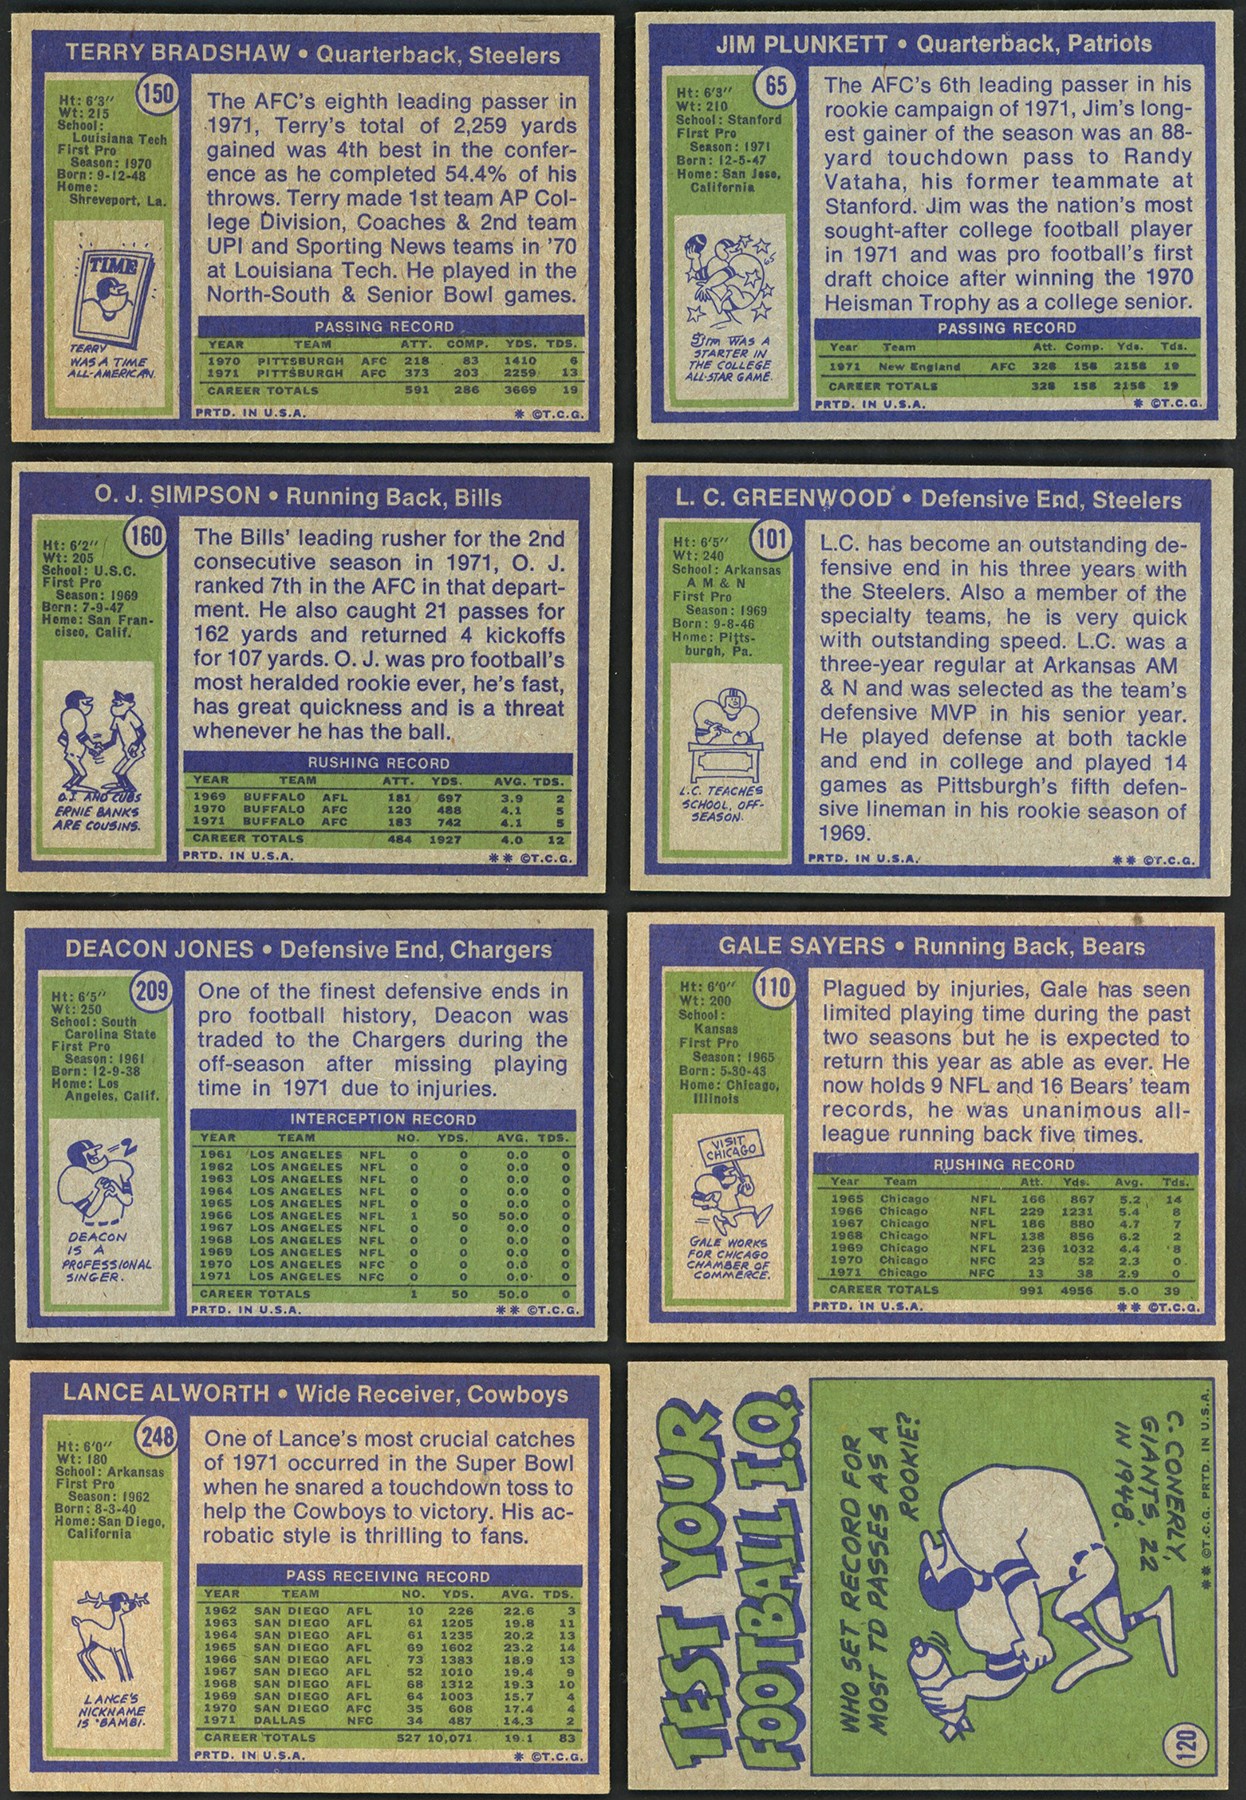 TERRY BRADSHAW • Quarterback, Steelers
150
Ht: 6'3"
Wt: 215
School:
Louisiana Tech
First Pro
Season: 1970
Born: 9-12-48
Home:
Shreveport, La.
TIME
TERRY
WAS A TIME
ALL-AMERICAN.
The AFC's eighth leading passer in
1971, Terry's total of 2,259 yards
gained was 4th best in the confer-
ence as he completed 54.4% of his
throws. Terry made 1st team AP Col-
lege Division, Coaches & 2nd team
UPI and Sporting News teams in '70
at Louisiana Tech. He played in the
North-South & Senior Bowl games.
PASSING RECORD
YEAR TEAM ATT. COMP. YDS. TDS.
1970 PITTSBURGH AFC 218 83 1410 6
1971 PITTSBURGH AFC 373 203 2259 13
CAREER TOTALS 591 286 3669 19
PRTD. IN U.S.A. * ©T.C.G.
JIM PLUNKETT • Quarterback, Patriots
65
Ht: 6'3"
Wt: 210
School: Stanford
First Pro
Season: 1971
Born: 12-5-47
Home: San Jose,
California
Jim WAS A
STARTER IN
THE COLLEGE
ALL-STAR GAME.
The AFC's 6th leading passer in his
rookie campaign of 1971, Jim's long-
est gainer of the season was an 88-
yard touchdown pass to Randy
Vataha, his former teammate at
Stanford. Jim was the nation's most
sought-after college football player
in 1971 and was pro football's first
draft choice after winning the 1970
Heisman Trophy as a college senior.
PASSING RECORD
Year Team Att. Comp. Yds. Tds.
1971 New England AFC 328 158 2158 19
CAREER TOTALS 328 158 2158 19
PRTD. IN U.S.A. * ©T.C.G.
O. J. SIMPSON • Running Back, Bills
160
Ht: 6'2"
Wt: 205
School: U.S.C.
First Pro
Season: 1969
Born: 7-9-47
Home: San Fran-
cisco, Calif.
O.J. AND CUBS
ERNIE BANKS
ARE COUSINS.
The Bills' leading rusher for the 2nd
consecutive season in 1971, O. J.
ranked 7th in the AFC in that depart-
ment. He also caught 21 passes for
162 yards and returned 4 kickoffs
for 107 yards. O. J. was pro football's
most heralded rookie ever, he's fast,
has great quickness and is a threat
whenever he has the ball.
RUSHING RECORD
YEAR TEAM ATT. YDS. AVG. TDS.
1969 BUFFALO AFL 181 697 3.9 2
1970 BUFFALO AFC 120 488 4.1 5
1971 BUFFALO AFC 183 742 4.1 5
CAREER TOTALS 484 1927 4.0 12
PRTD. IN U.S.A. ** ©T.C.G.
L. C. GREENWOOD • Defensive End, Steelers
101
Ht: 6'5"
Wt: 240
School: Arkansas
A M & N
First Pro
Season: 1969
Born: 9-8-46
Home: Pitts-
burgh, Pa.
L.C. TEACHES
SCHOOL, OFF-
SEASON.
L.C. has become an outstanding de-
fensive end in his three years with
the Steelers. Also a member of the
specialty teams, he is very quick
with outstanding speed. L.C. was a
three-year regular at Arkansas AM
& N and was selected as the team's
defensive MVP in his senior year.
He played defense at both tackle
and end in college and played 14
games as Pittsburgh's fifth defen-
sive lineman in his rookie season of
1969.
PRTD. IN U.S.A. ** ©T.C.G.
DEACON JONES • Defensive End, Chargers
209
Ht: 6'5"
Wt: 250
School: South
Carolina State
First Pro
Season: 1961
Born: 12-9-38
Home: Los
Angeles, Calif.
DEACON
IS A
PROFESSIONAL
SINGER.
One of the finest defensive ends in
pro football history, Deacon was
traded to the Chargers during the
off-season after missing playing
time in 1971 due to injuries.
INTERCEPTION RECORD
YEAR TEAM NO. YDS. AVG. TDS.
1961 LOS ANGELES NFL 0 0 0.0 0
1962 LOS ANGELES NFL 0 0 0.0 0
1963 LOS ANGELES NFL 0 0 0.0 0
1964 LOS ANGELES NFL 0 0 0.0 0
1965 LOS ANGELES NFL 0 0 0.0 0
1966 LOS ANGELES NFL 1 50 50.0 0
1967 LOS ANGELES NFL 0 0 0.0 0
1968 LOS ANGELES NFL 0 0 0.0 0
1969 LOS ANGELES NFL 0 0 0.0 0
1970 LOS ANGELES NFC 0 0 0.0 0
1971 LOS ANGELES NFC 0 0 0.0 0
CAREER TOTALS 1 50 50.0 0
PRTD. IN U.S.A. ** ©T.C.G.
GALE SAYERS • Running Back, Bears
110
Ht: 6'0"
Wt: 200
School:
Kansas
First Pro
Season: 1965
Born: 5-30-43
Home: Chicago,
Illinois
VISIT
CHICAGO
GALE WORKS
FOR CHICAGO
CHAMBER OF
COMMERCE.
Plagued by injuries, Gale has seen
limited playing time during the past
two seasons but he is expected to
return this year as able as ever. He
now holds 9 NFL and 16 Bears' team
records, he was unanimous all-
league running back five times.
RUSHING RECORD
Year Team Att. Yds. Avg. Tds.
1965 Chicago NFL 166 867 5.2 14
1966 Chicago NFL 229 1231 5.4 8
1967 Chicago NFL 186 880 4.7 7
1968 Chicago NFL 138 856 6.2 2
1969 Chicago NFL 236 1032 4.4 8
1970 Chicago NFC 23 52 2.3 0
1971 Chicago NFC 13 38 2.9 0
CAREER TOTALS 991 4956 5.0 39
PRTD. IN U.S.A. ** ©T.C.G.
LANCE ALWORTH • Wide Receiver, Cowboys
248
Ht: 6'0"
Wt: 180
School: Arkansas
First Pro
Season: 1962
Born: 8-3-40
Home: San Diego,
California
LANCE'S
NICKNAME
IS 'BAMBI.
One of Lance's most crucial catches
of 1971 occurred in the Super Bowl
when he snared a touchdown toss to
help the Cowboys to victory. His ac-
robatic style is thrilling to fans.
PASS RECEIVING RECORD
YEAR TEAM NO. YDS. AVG. TDS.
1962 SAN DIEGO AFL 10 226 22.6 3
1963 SAN DIEGO AFL 61 1205 19.8 11
1964 SAN DIEGO AFL 61 1235 20.2 13
1965 SAN DIEGO AFL 69 1602 23.2 14
1966 SAN DIEGO AFL 73 1383 18.9 13
1967 SAN DIEGO AFL 52 1010 19.4 9
1968 SAN DIEGO AFL 68 1312 19.3 10
1969 SAN DIEGO AFL 64 1003 15.7 4
1970 SAN DIEGO AFC 35 608 17.4 4
1971 DALLAS NFC 34 487 14.3 2
CAREER TOTALS 527 10,071 19.1 83
PRTD. IN U.S.A. * ©T.C.G.
TEST YOUR
FOOTBALL I.Q.
WHO SET RECORD FOR
MOST TD PASSES AS A
ROOKIE?
C. CONERLY,
GIANTS, 22
IN 1948.
** ©T.C.G. PRTD. IN U.S.A.
120